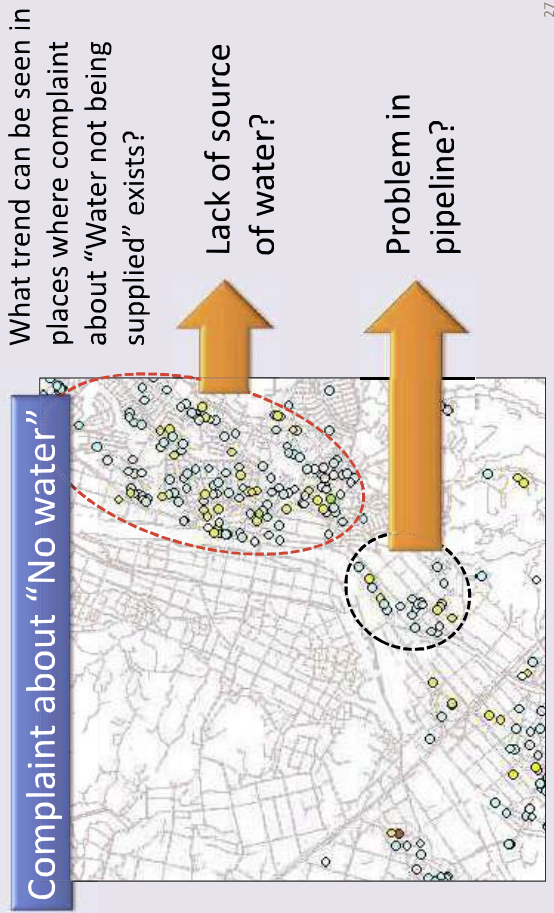 Complaint about “No water”
What trend can be seen in
places where complaint
about “Water not being
supplied” exists?
Lack of source
of water?
Problem in
pipeline?
27